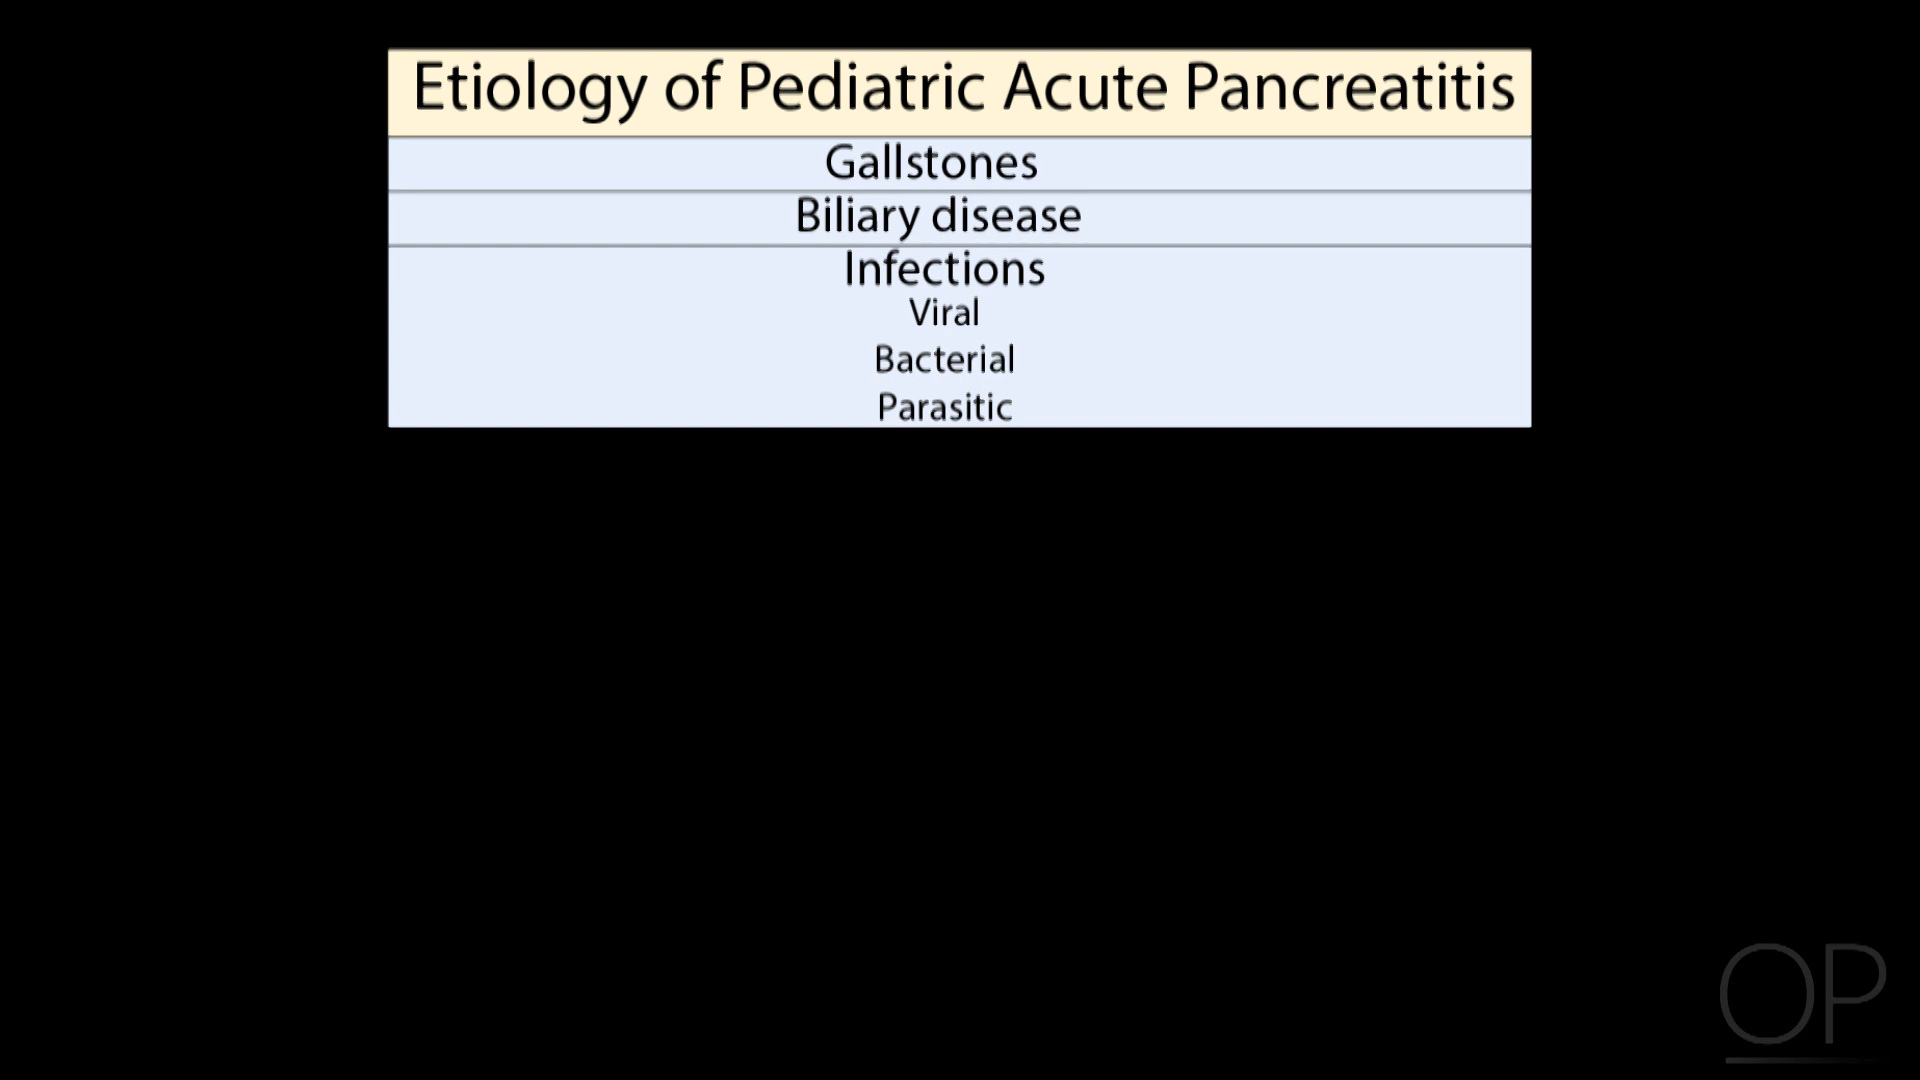 Etiology of Pediatric Acute Pancreatitis
Gallstones
Biliary disease
Infections
Viral
Bacterial
Parasitic
OP